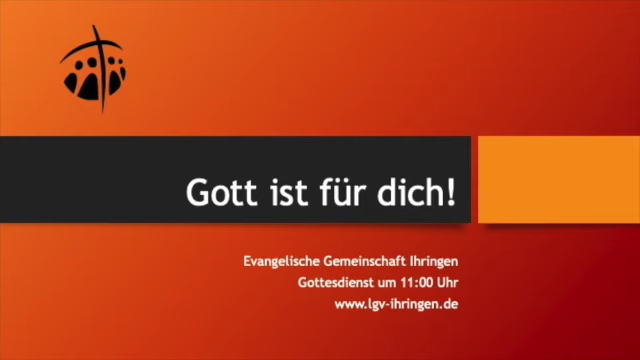 Gott ist für dich!
Evangelische Gemeinschaft Ihringen
Gottesdienst um 11:00 Uhr
www.lgv-ihringen.de